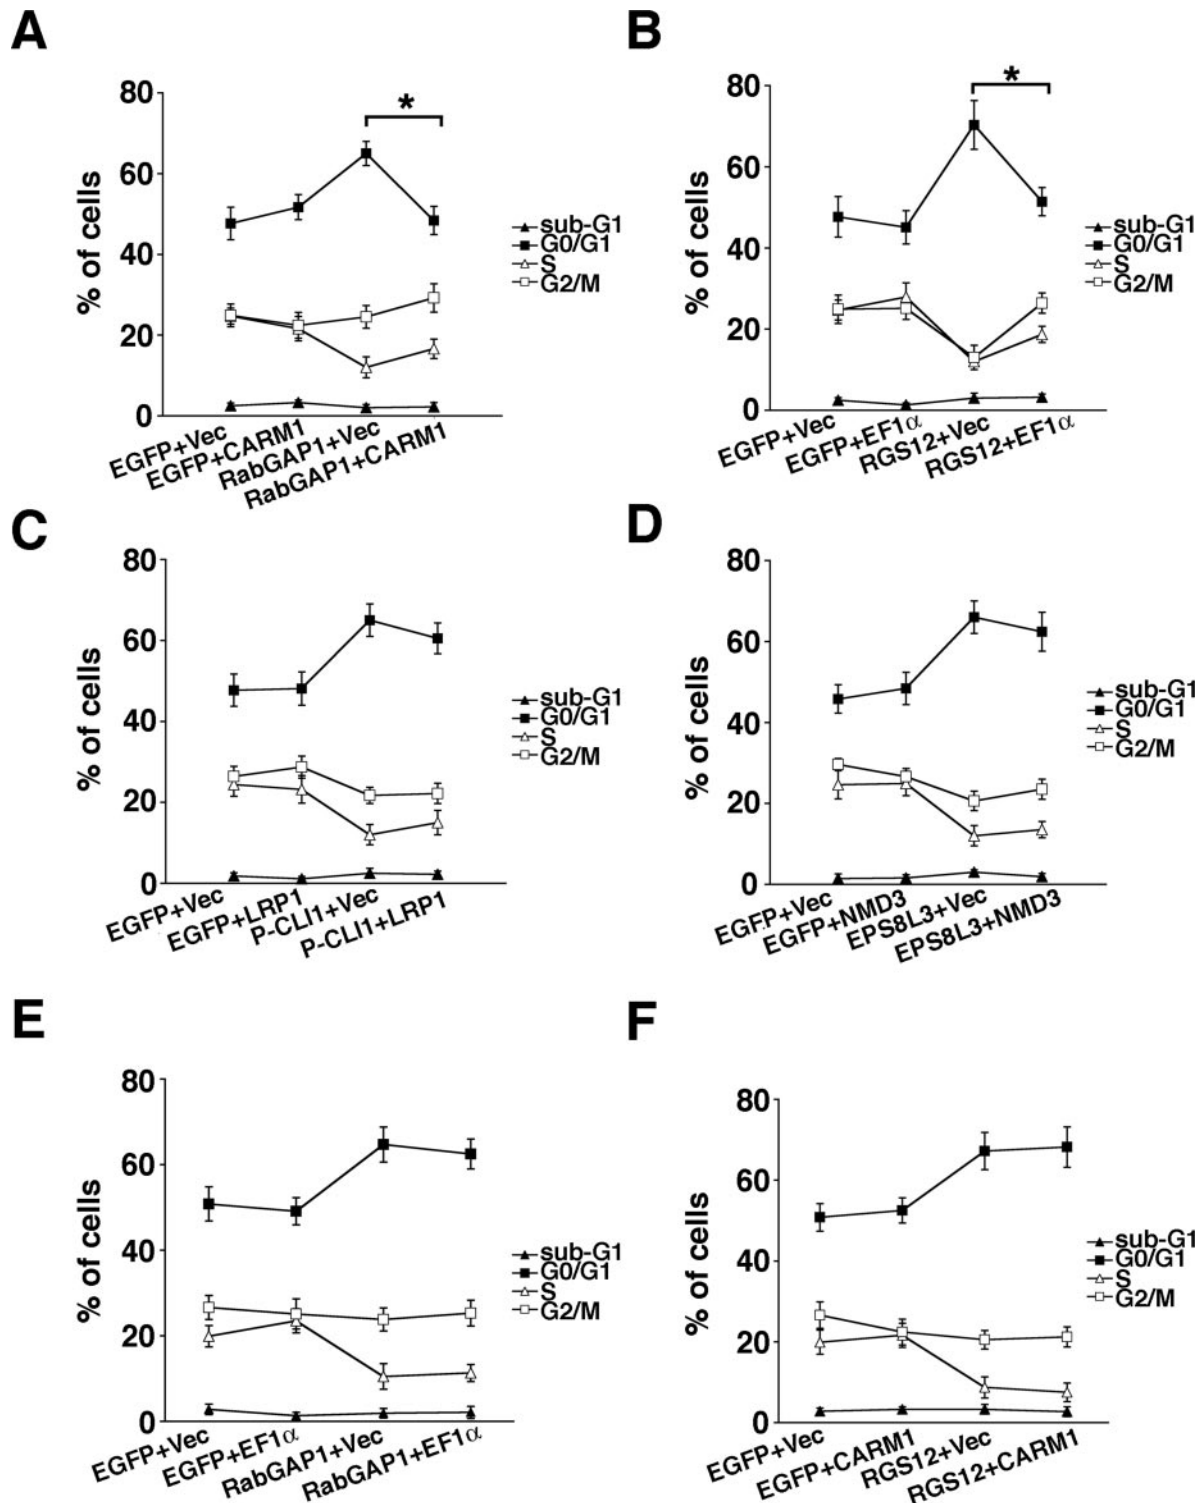 A
80
60
40
20
0
% of cells
*
sub-G1
G0/G1
S
G2/M
EGFP+Vec
EGFP+CARM1
RabGAP1+Vec
RabGAP1+CARM1
B
80
60
40
20
0
% of cells
*
sub-G1
G0/G1
S
G2/M
EGFP+Vec
EGFP+EF1α
RGS12+Vec
RGS12+EF1α
C
80
60
40
20
0
% of cells
sub-G1
G0/G1
S
G2/M
EGFP+Vec
EGFP+LRP1
P-CLI1+Vec
P-CLI1+LRP1
D
80
60
40
20
0
% of cells
sub-G1
G0/G1
S
G2/M
EGFP+Vec
EGFP+NMD3
EPS8L3+Vec
EPS8L3+NMD3
E
80
60
40
20
0
% of cells
sub-G1
G0/G1
S
G2/M
EGFP+Vec
EGFP+EF1α
RabGAP1+Vec
RabGAP1+EF1α
F
80
60
40
20
0
% of cells
sub-G1
G0/G1
S
G2/M
EGFP+Vec
EGFP+CARM1
RGS12+Vec
RGS12+CARM1